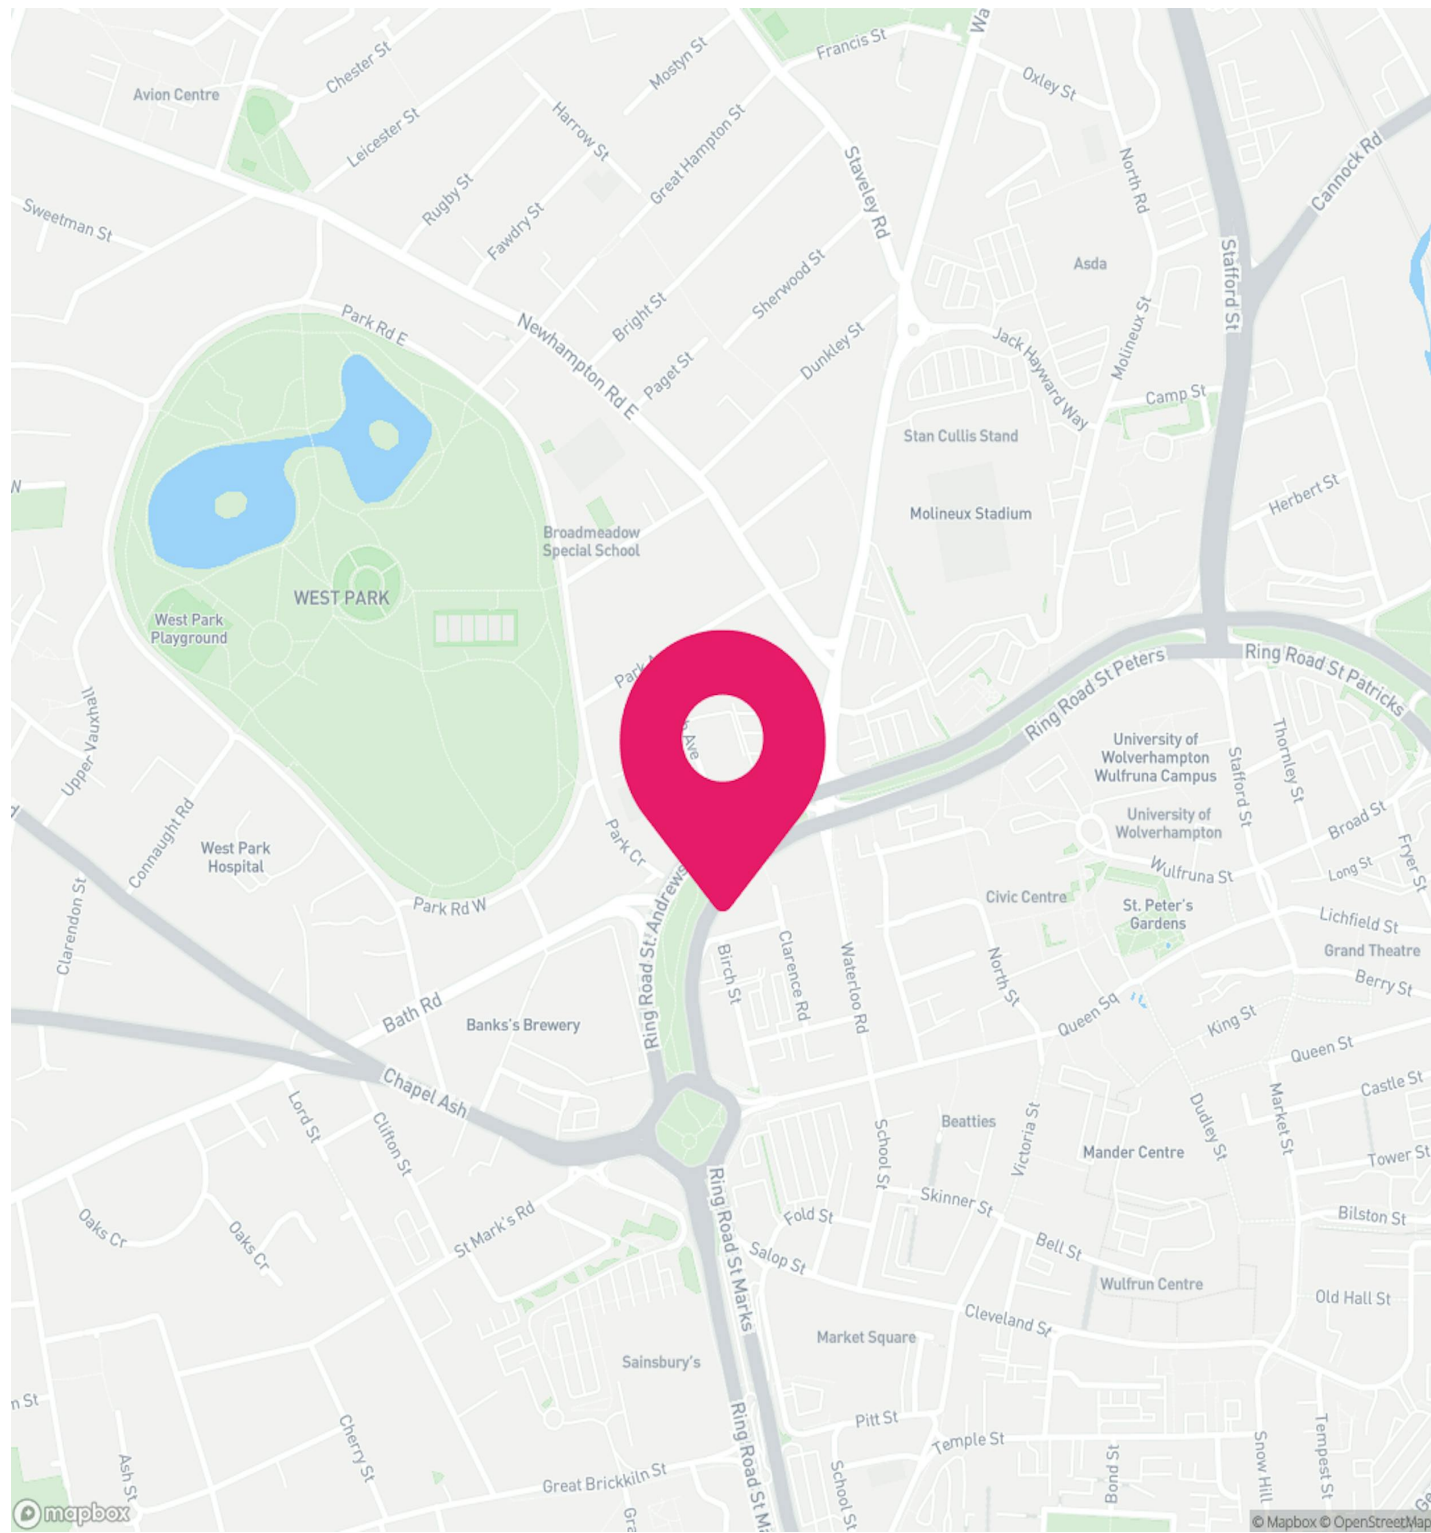 Wa
Francis St
Mostyn St
Chester St
Oxley St
Avion Centre
Harrow St
Leicester St
Great Hampton St
Cannock Rd
Staveley Rd
North Rd
Rugby St
Sweetman St
Fawdry St
Stafford St
Asda
Sherwood St
Bright St
Park Rd E
Newhampton Rd E
Molineux St
Jack Hayward Way
Dunkley St
Paget St
Camp St
Stan Cullis Stand
W
Herbert St
Molineux Stadium
Broadmeadow
Special School
WEST PARK
West Park
Playground
Park A
Ring Road St Peters
Ring Road St Patricks
Upper Vauxhall
Ave
University of
Wolverhampton
Wulfruna Campus
Stafford St
Thornley St
University of
Wolverhampton
Broad St
Connaught Rd
West Park
Hospital
Park Cr
Fryer St
Long St
Wulfruna St
Civic Centre
Park Rd W
St. Peter's
Gardens
Lichfield St
Clarendon St
Ring Road St. Andrews
Birch St
Clarence Rd
Waterloo Rd
North St
Grand Theatre
Berry St
Bath Rd
Banks's Brewery
Queen Sq
King St
Queen St
Chapel Ash
Castle St
Lord St
Clifton St
School St
Beatties
Victoria St
Mander Centre
Dudley St
Market St
Tower St
Oaks Cr
Oaks Cr
St Mark's Rd
Ring Road St Marks
Fold St
Skinner St
Bilston St
Salop St
Bell St
Wulfrun Centre
Old Hall St
Cleveland St
Market Square
Sainsbury's
n St
Cherry St
Ring Road St Ma
Pitt St
Temple St
Ash St
Great Brickkiln St
School St
Bond St
Snow Hill
Tempest St
Gra
Ge
mapbox
© Mapbox © OpenStreetMap